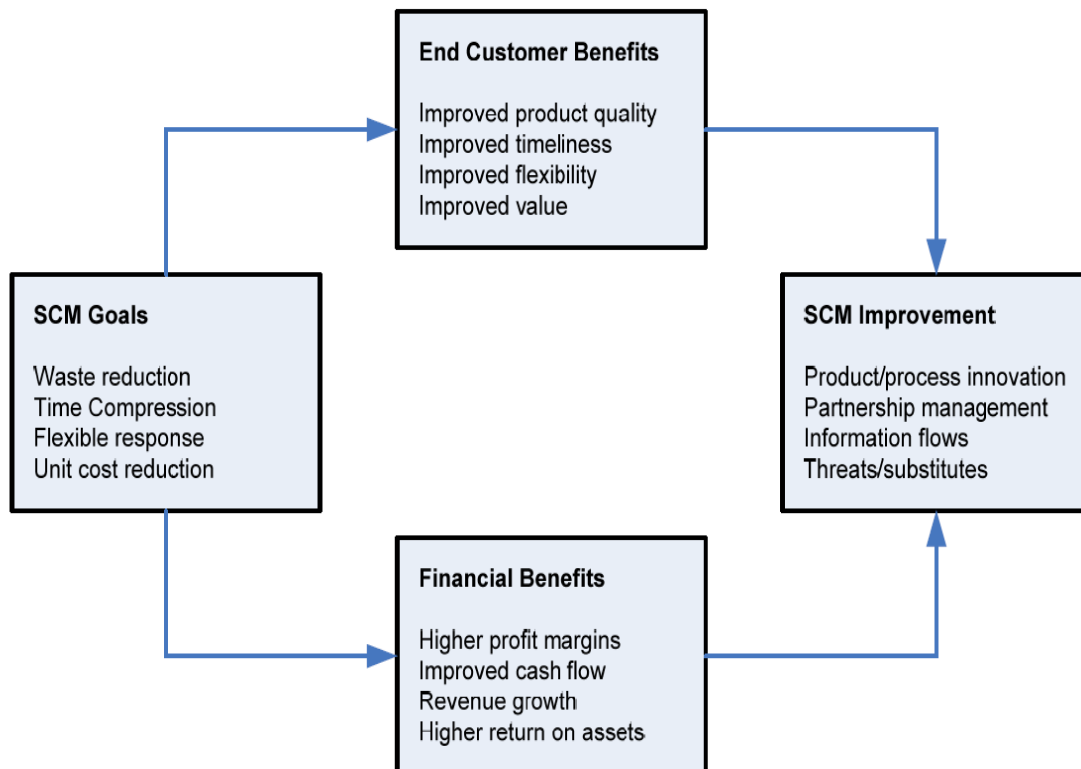 End Customer Benefits
Improved product quality
Improved timeliness
Improved flexibility
Improved value
SCM Goals
Waste reduction
Time Compression
Flexible response
Unit cost reduction
SCM Improvement
Product/process innovation
Partnership management
Information flows
Threats/substitutes
Financial Benefits
Higher profit margins
Improved cash flow
Revenue growth
Higher return on assets